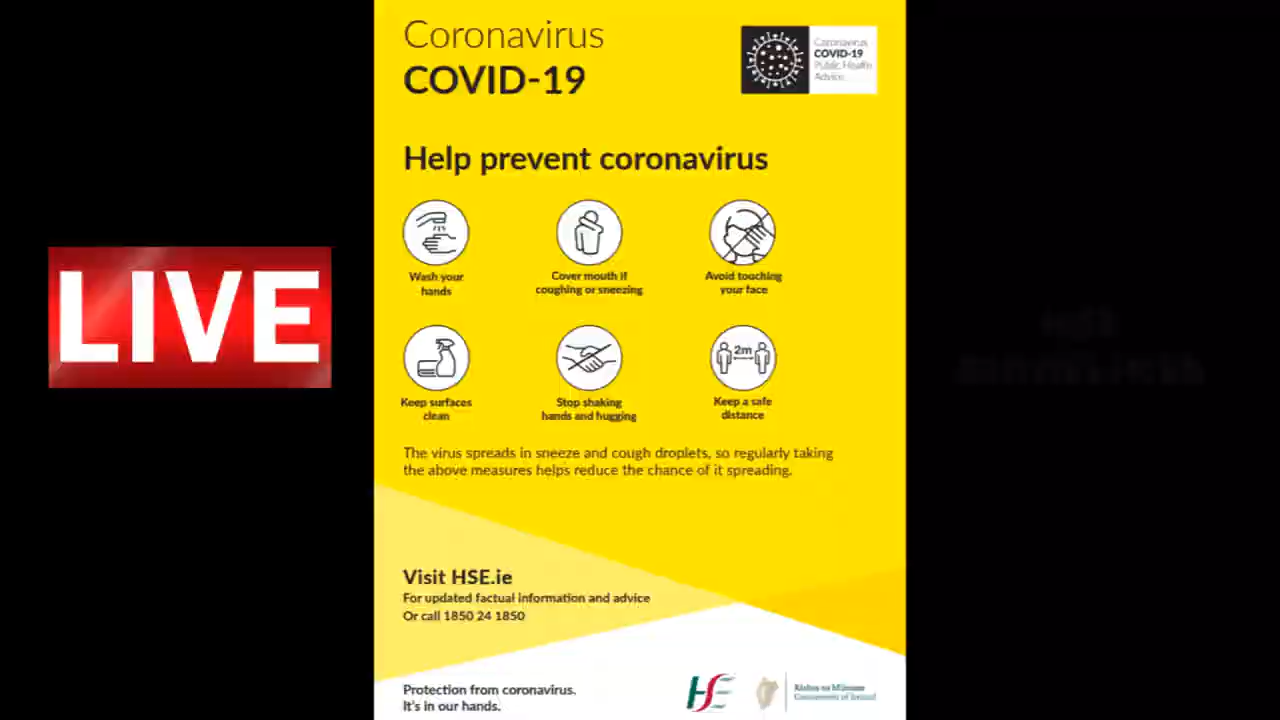 LIVE
Coronavirus
COVID-19
Coronavirus
COVID-19
Public Health
Advice
Help prevent coronavirus
Wash your
hands
Cover mouth if
coughing or sneezing
Avoid touching
your face
Keep surfaces
clean
Stop shaking
hands and hugging
2m
Keep a safe
distance
The virus spreads in sneeze and cough droplets, so regularly taking
the above measures helps reduce the chance of it spreading.
Visit HSE.ie
For updated factual information and advice
Or call 1850 24 1850
Protection from coronavirus.
It's in our hands.
HSE
Rialtas na hÉireann
Government of Ireland